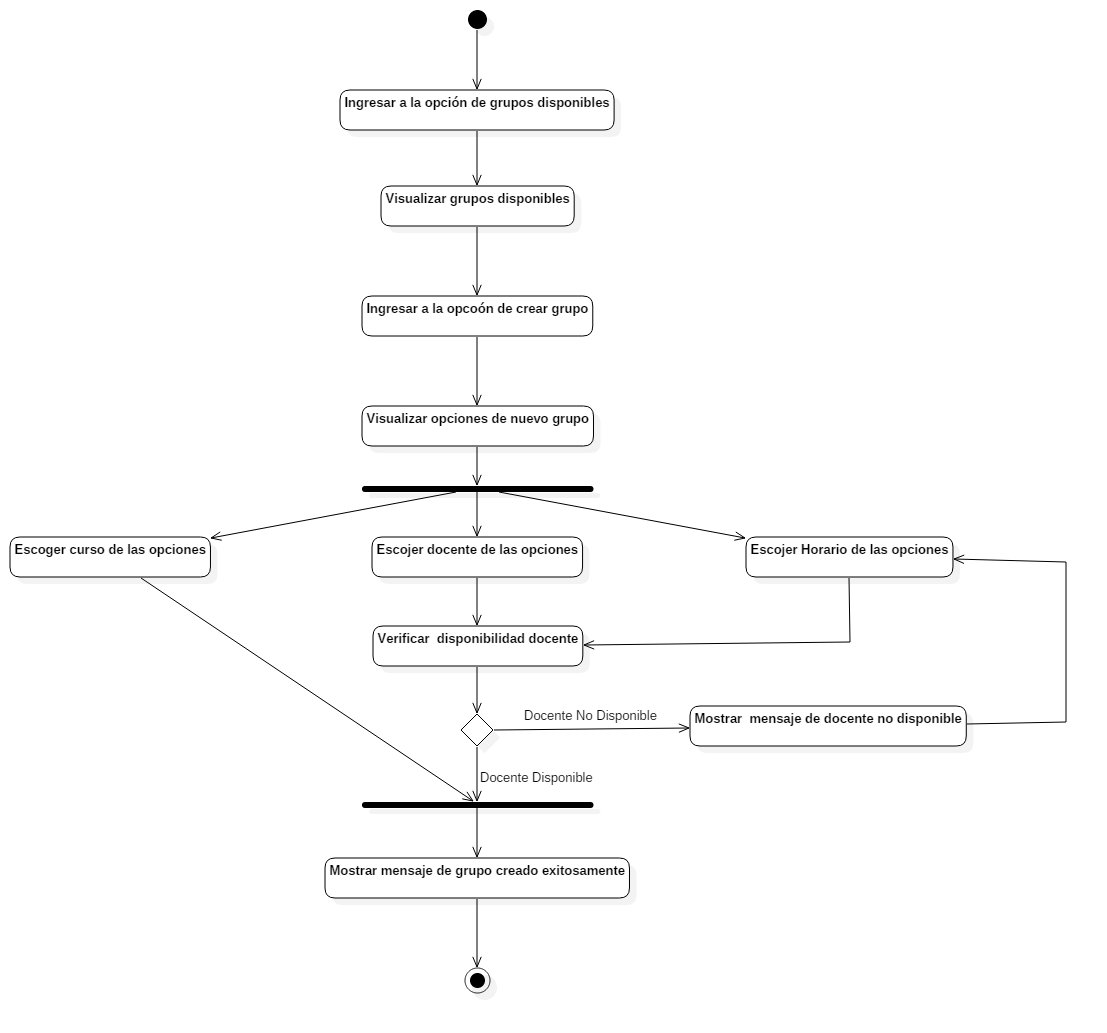 Ingresar a la opción de grupos disponibles
Visualizar grupos disponibles
Ingresar a la opcoón de crear grupo
Visualizar opciones de nuevo grupo
Escoger curso de las opciones
Escojer docente de las opciones
Escojer Horario de las opciones
Verificar  disponibilidad docente
Docente No Disponible
Mostrar  mensaje de docente no disponible
Docente Disponible
Mostrar mensaje de grupo creado exitosamente